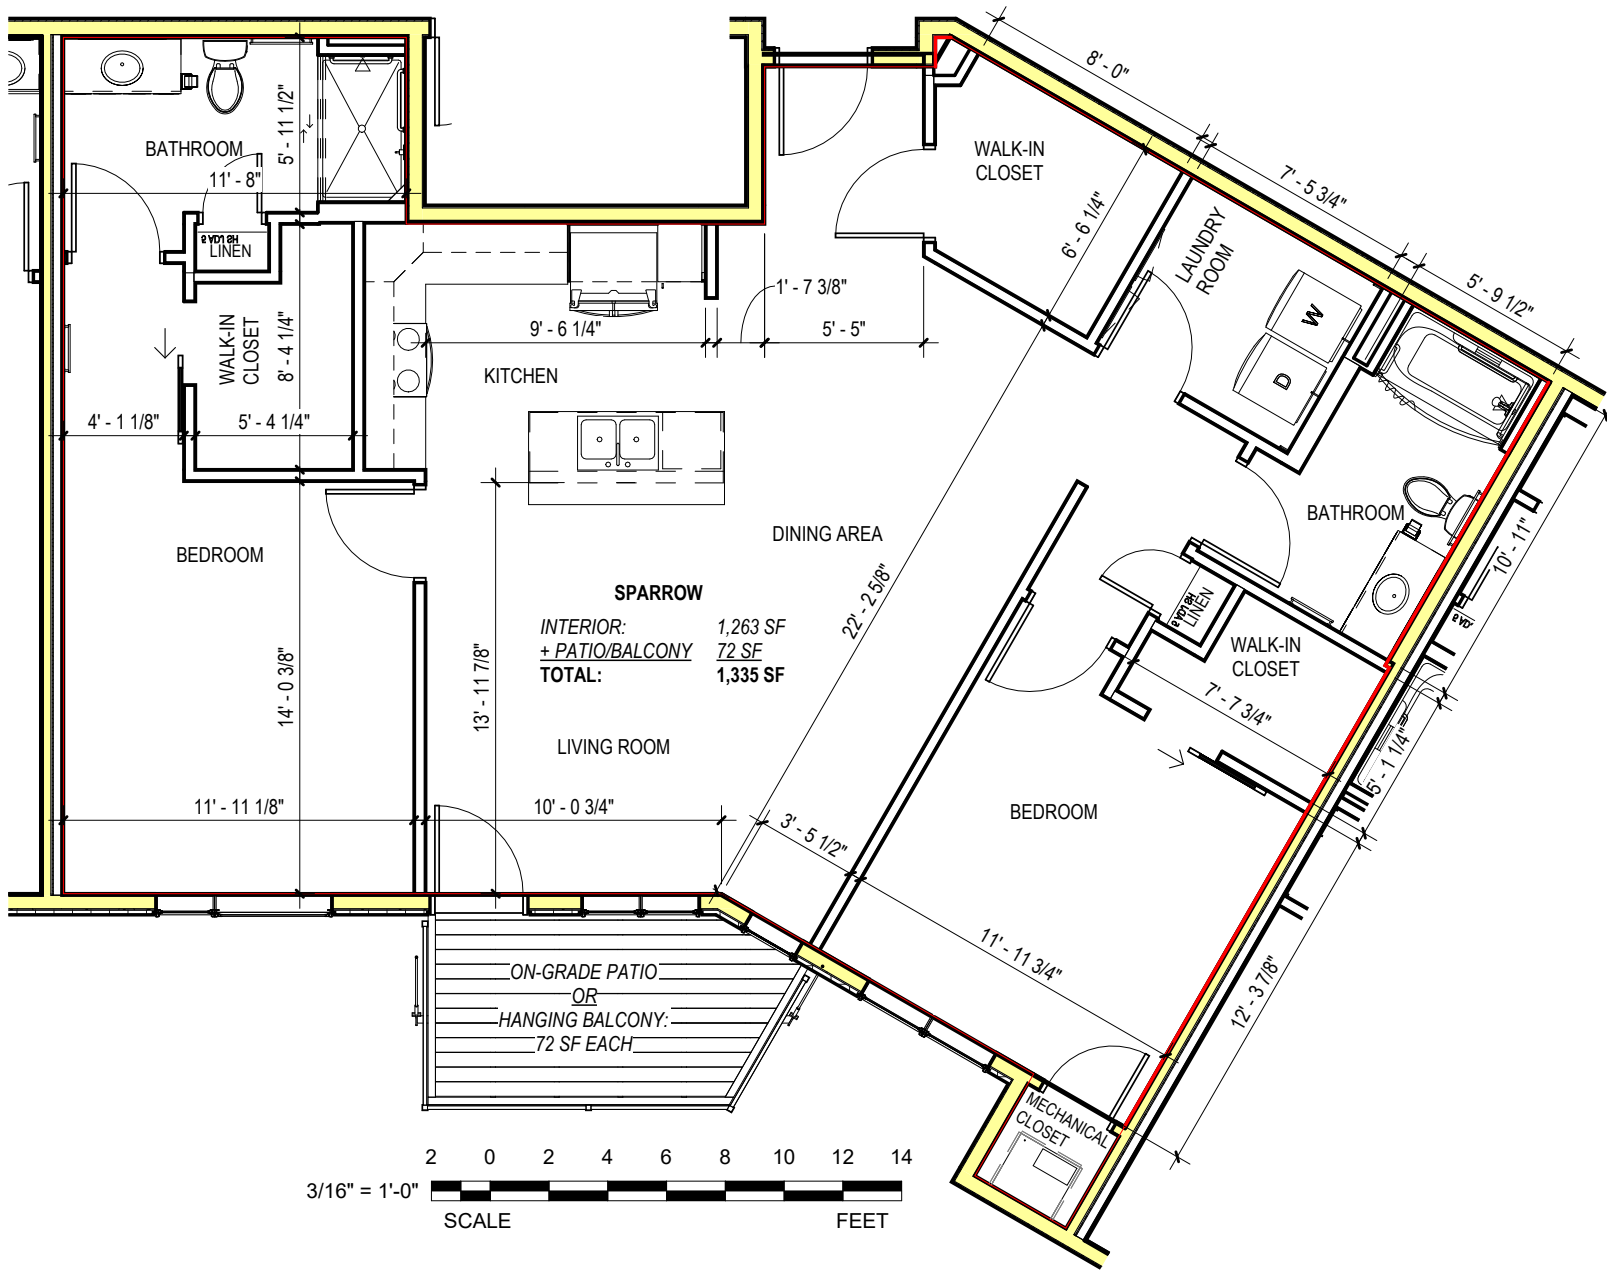 8' - 0"
BATHROOM
5' - 11 1/2"
11' - 8"
WALK-IN
CLOSET
7' - 5 3/4"
6' - 6 1/4"
LAUNDRY
ROOM
LINEN
5' - 9 1/2"
1' - 7 3/8"
9' - 6 1/4"
5' - 5"
W
D
WALK-IN
CLOSET
8' - 4 1/4"
KITCHEN
4' - 1 1/8"
5' - 4 1/4"
BATHROOM
10' - 11"
DINING AREA
BEDROOM
22' - 2 5/8"
SPARROW
INTERIOR: 1,263 SF
+ PATIO/BALCONY 72 SF
TOTAL: 1,335 SF
5 ADJ SH
LINEN
WALK-IN
CLOSET
7' - 7 3/4"
14' - 0 3/8"
13' - 11 7/8"
LIVING ROOM
5' - 1 1/4"
11' - 11 1/8"
10' - 0 3/4"
3' - 5 1/2"
BEDROOM
11' - 11 3/4"
12' - 3 7/8"
ON-GRADE PATIO
OR
HANGING BALCONY:
72 SF EACH
MECHANICAL
CLOSET
2 0 2 4 6 8 10 12 14
3/16" = 1'-0"
SCALE FEET